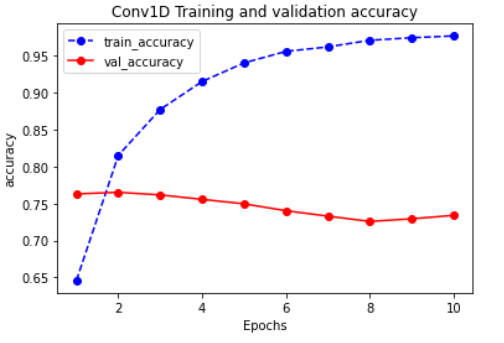 Conv1D Training and validation accuracy
train_accuracy
val_accuracy
accuracy
0.95
0.90
0.85
0.80
0.75
0.70
0.65
2 4 6 8 10
Epochs